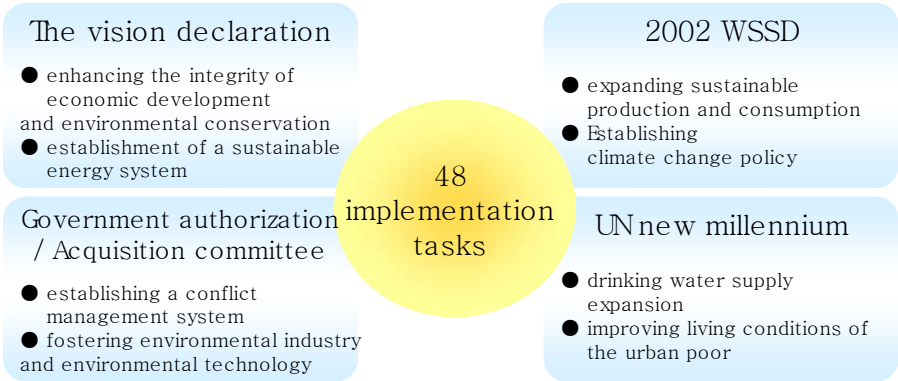 The vision declaration
● enhancing the integrity of
economic development
and environmental conservation
● establishment of a sustainable
energy system
2002 WSSD
● expanding sustainable
production and consumption
● Establishing
climate change policy
48
implementation
tasks
Government authorization
/ Acquisition committee
● establishing a conflict
management system
● fostering environmental industry
and environmental technology
UN new millennium
● drinking water supply
expansion
● improving living conditions of
the urban poor